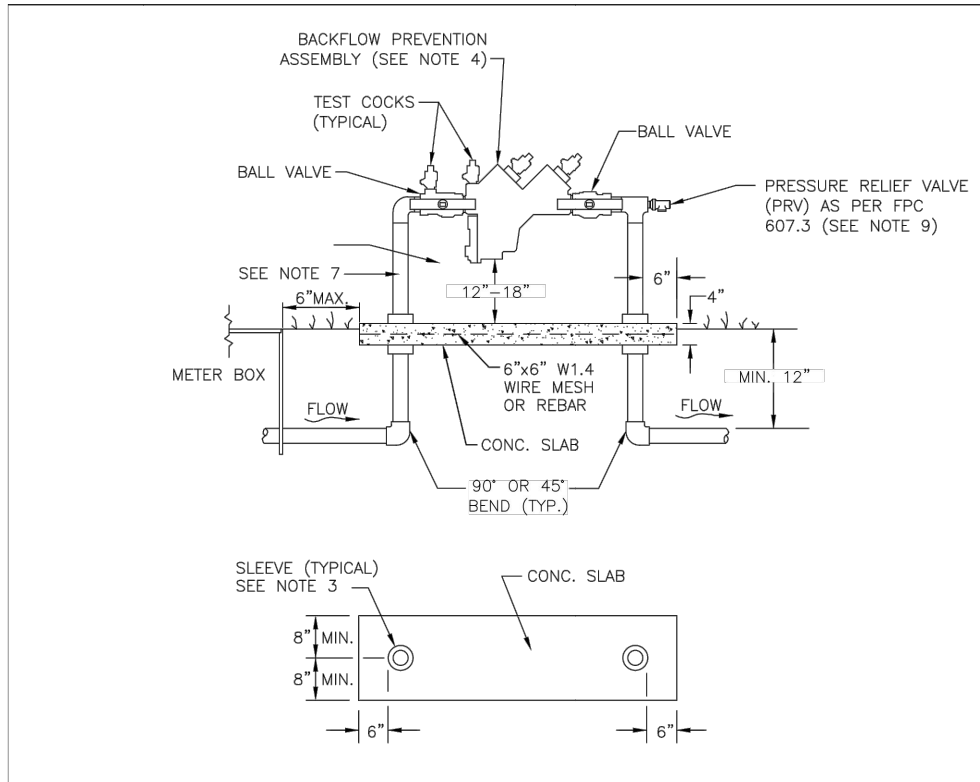 BACKFLOW PREVENTION
ASSEMBLY (SEE NOTE 4)
TEST COCKS
(TYPICAL)
BALL VALVE
BALL VALVE
PRESSURE RELIEF VALVE
(PRV) AS PER FPC
607.3 (SEE NOTE 9)
SEE NOTE 7
6"MAX.
12"–18"
6"
4"
METER BOX
6"x6" W1.4
WIRE MESH
OR REBAR
MIN. 12"
FLOW
FLOW
CONC. SLAB
90° OR 45°
BEND (TYP.)
SLEEVE (TYPICAL)
SEE NOTE 3
CONC. SLAB
8" MIN.
8" MIN.
6"
6"